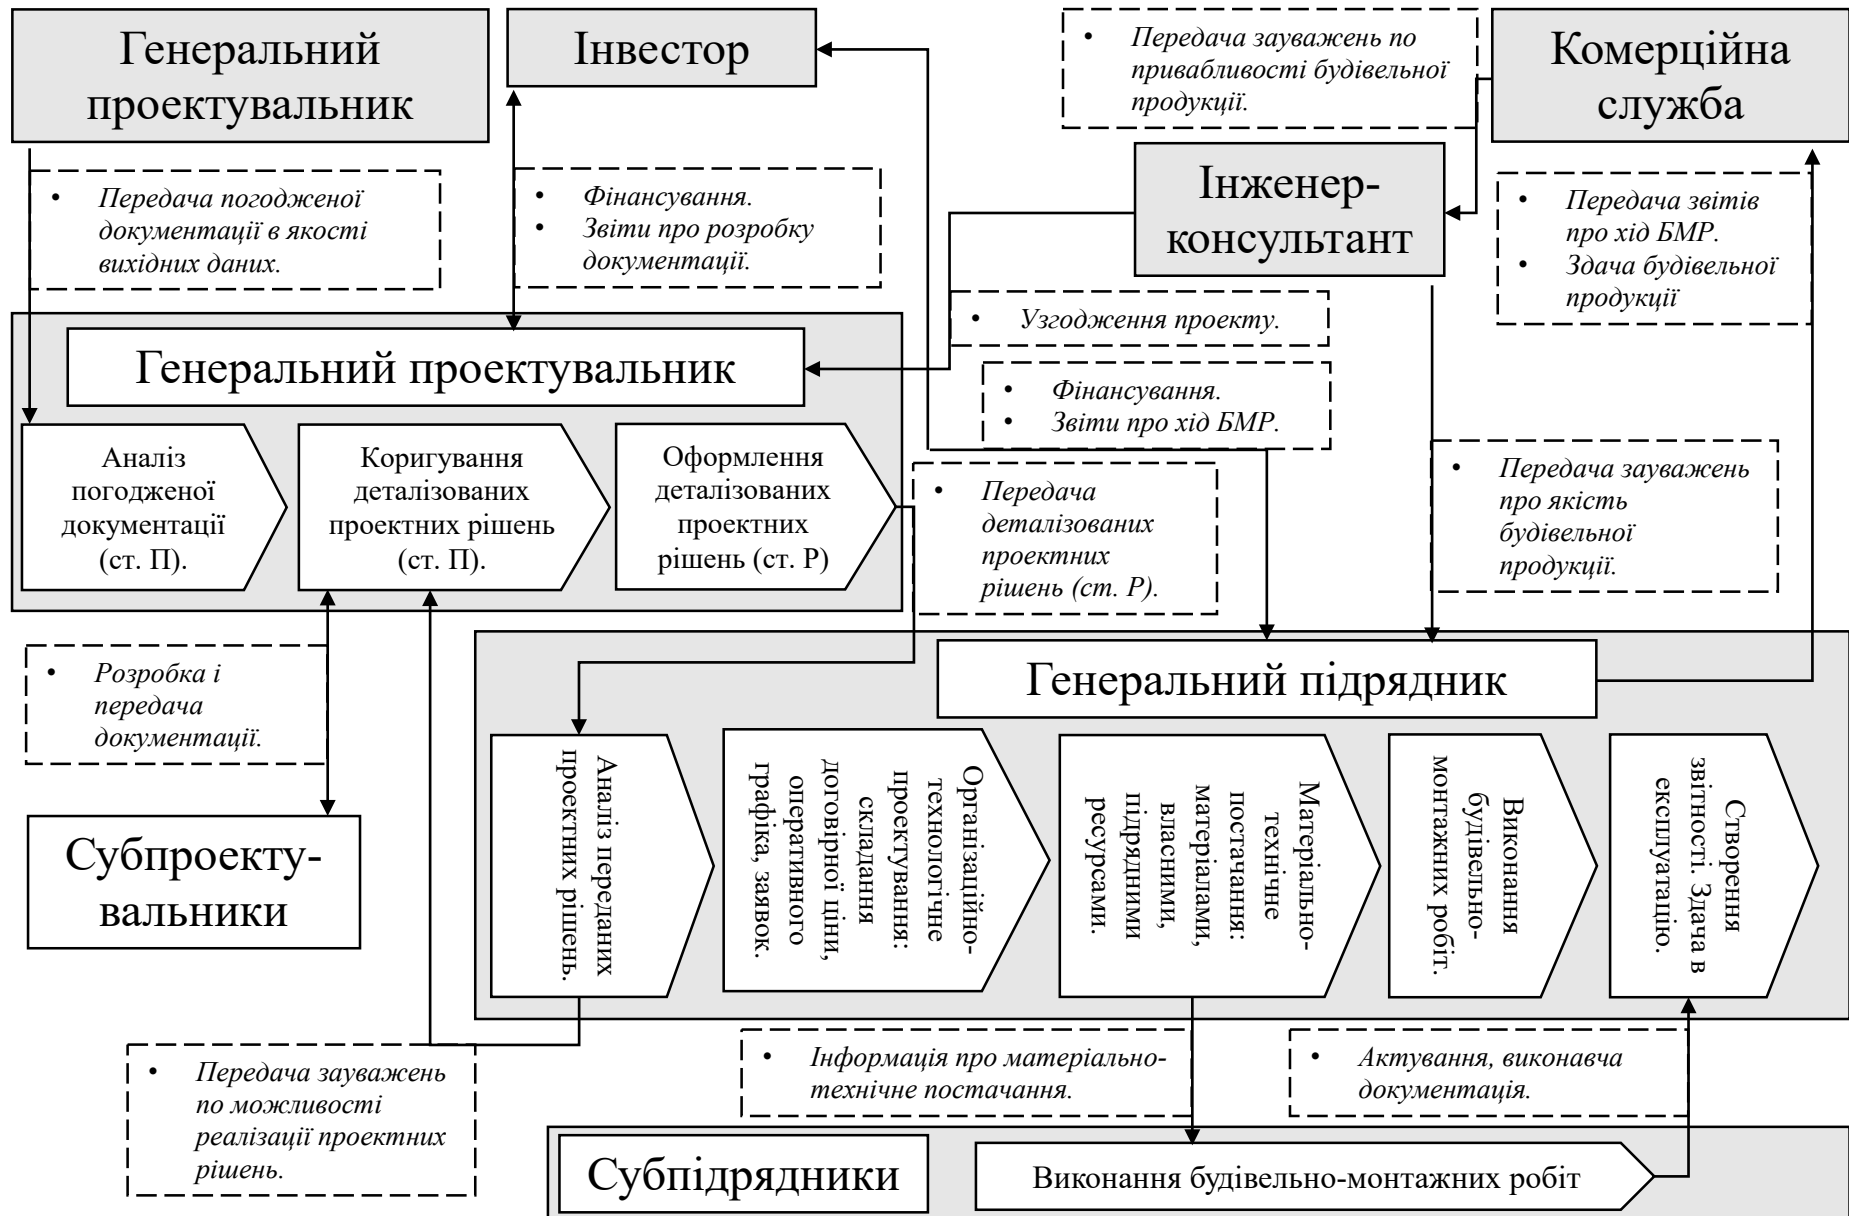 Генеральний
проектувальник
Інвестор
• Передача зауважень по
привабливості будівельної
продукції.
Комерційна
служба
• Передача погодженої
документації в якості
вихідних даних.
• Фінансування.
• Звіти про розробку
документації.
Інженер-
консультант
• Передача звітів
про хід БМР.
• Здача будівельної
продукції
• Узгодження проекту.
Генеральний проектувальник
• Фінансування.
• Звіти про хід БМР.
Аналіз
погодженої
документації
(ст. П).
Коригування
деталізованих
проектних рішень
(ст. П).
Оформлення
деталізованих
проектних
рішень (ст. Р)
• Передача
деталізованих
проектних
рішень (ст. Р).
• Передача зауважень
про якість
будівельної
продукції.
• Розробка і
передача
документації.
Генеральний підрядник
Субпроекту-
вальники
Аналіз переданих
проектних рішень.
Організаційно-
технологічне
проектування:
складання
договірної ціни,
оперативного
графіка, заявок.
Матеріально-
технічне
постачання:
матеріалами,
власними,
підрядними
ресурсами.
Виконання
будівельно-
монтажних робіт.
Створення
звітності. Здача в
експлуатацію.
• Передача зауважень
по можливості
реалізації проектних
рішень.
• Інформація про матеріально-
технічне постачання.
• Актування, виконавча
документація.
Субпідрядники
Виконання будівельно-монтажних робіт